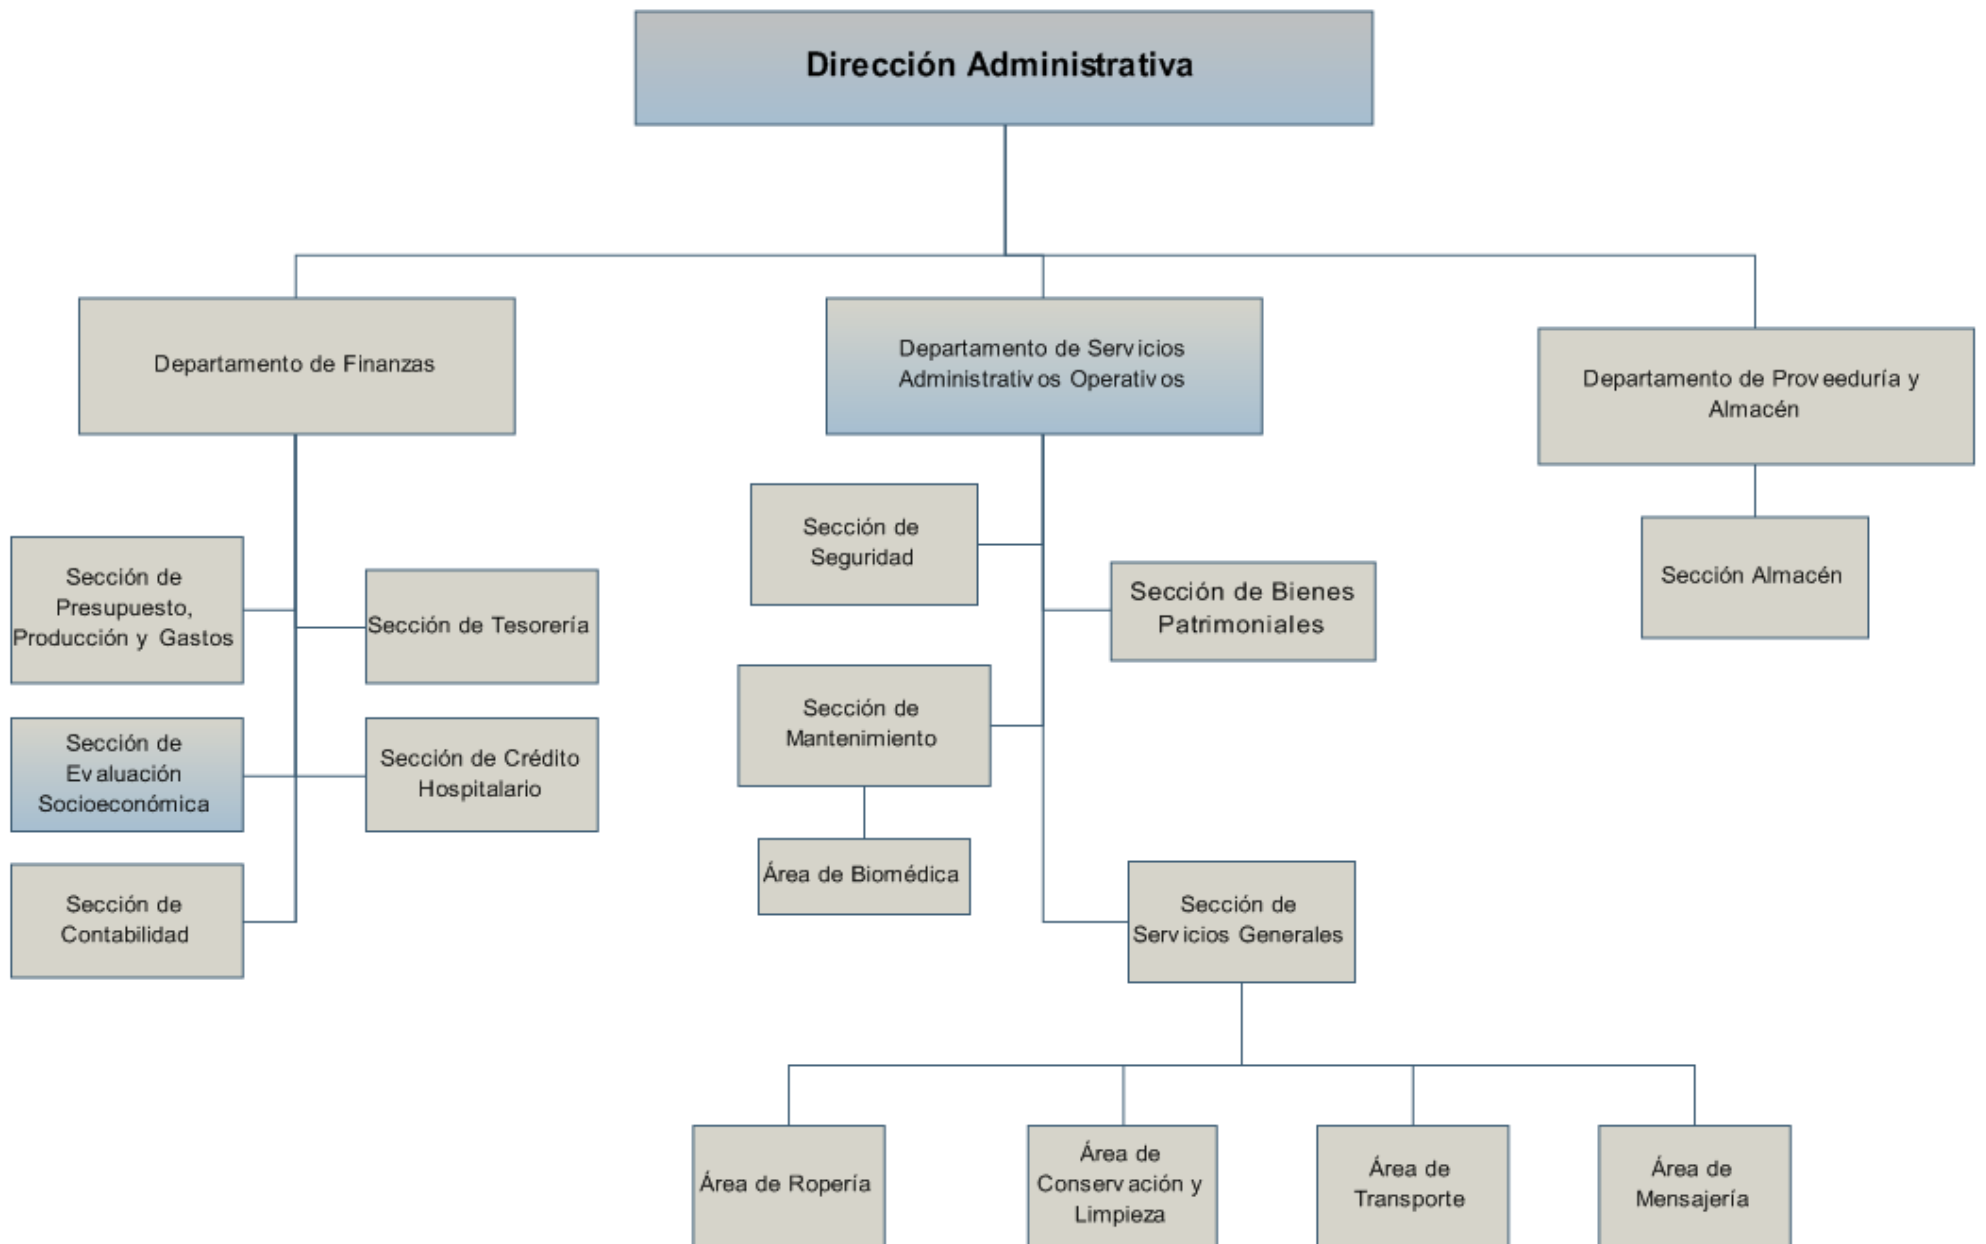 Dirección Administrativa
Departamento de Finanzas
Departamento de Servicios
Administrativos Operativos
Departamento de Proveeduría y
Almacén
Sección de
Presupuesto,
Producción y Gastos
Sección de Tesorería
Sección de
Evaluación
Socioeconómica
Sección de Crédito
Hospitalario
Sección de
Contabilidad
Sección de
Seguridad
Sección de Bienes
Patrimoniales
Sección de
Mantenimiento
Área de Biomédica
Sección de
Servicios Generales
Sección Almacén
Área de Ropería
Área de
Conservación y
Limpieza
Área de
Transporte
Área de
Mensajería